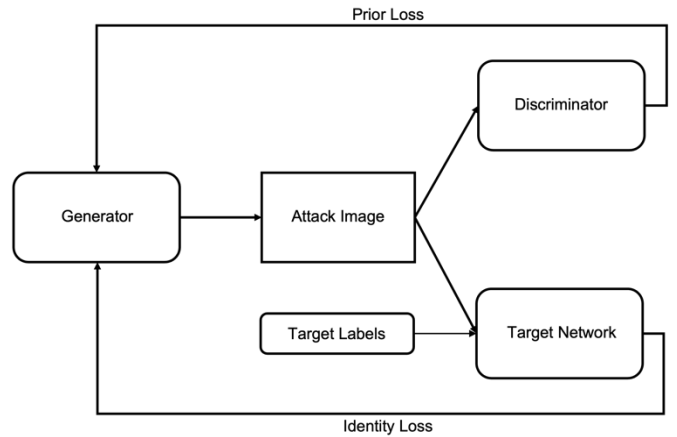 Prior Loss
Discriminator
Generator
Attack Image
Target Labels
Target Network
Identity Loss